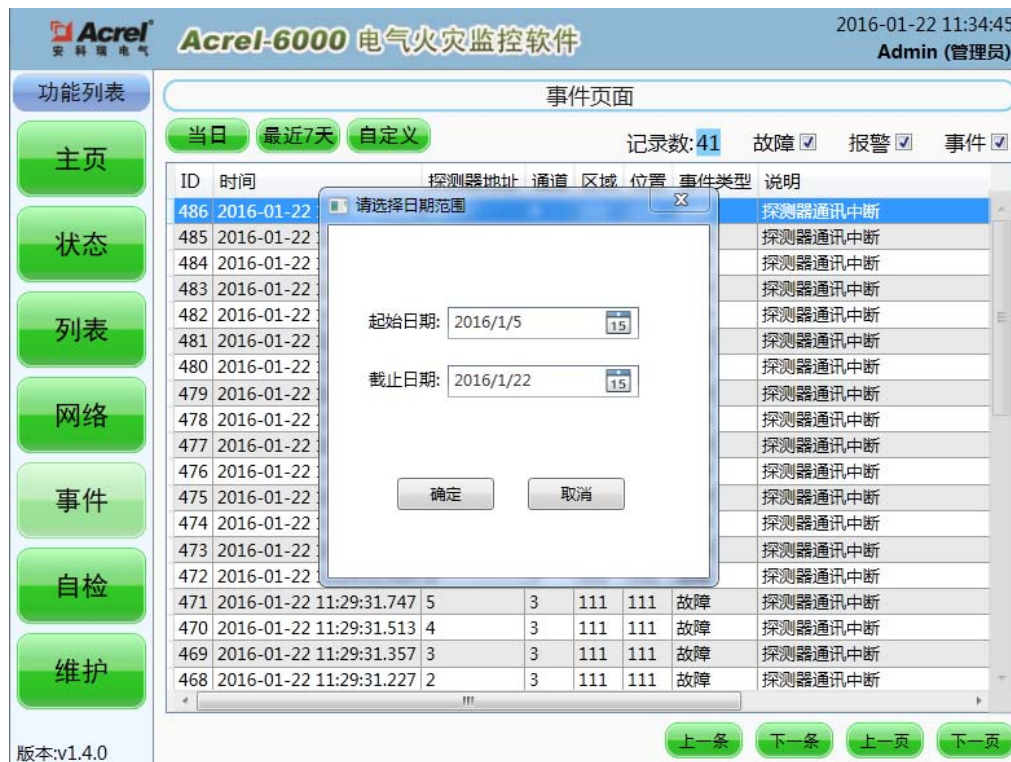 Acrel
安科瑞电气
Acrel-6000 电气火灾监控软件
2016-01-22 11:34:45
Admin (管理员)
功能列表
主页
状态
列表
网络
事件
自检
维护
版本:v1.4.0
事件页面
当日 最近7天 自定义 记录数:41 故障 报警 事件
ID 时间 探测器地址 通道 区域 位置 事件类型 说明
486 2016-01-22 探测器通讯中断
485 2016-01-22 探测器通讯中断
484 2016-01-22 探测器通讯中断
483 2016-01-22 探测器通讯中断
482 2016-01-22 探测器通讯中断
481 2016-01-22 探测器通讯中断
480 2016-01-22 探测器通讯中断
479 2016-01-22 探测器通讯中断
478 2016-01-22 探测器通讯中断
477 2016-01-22 探测器通讯中断
476 2016-01-22 探测器通讯中断
475 2016-01-22 探测器通讯中断
474 2016-01-22 探测器通讯中断
473 2016-01-22 探测器通讯中断
472 2016-01-22 探测器通讯中断
471 2016-01-22 11:29:31.747 5 3 111 111 故障 探测器通讯中断
470 2016-01-22 11:29:31.513 4 3 111 111 故障 探测器通讯中断
469 2016-01-22 11:29:31.357 3 3 111 111 故障 探测器通讯中断
468 2016-01-22 11:29:31.227 2 3 111 111 故障 探测器通讯中断
请选择日期范围
起始日期: 2016/1/5 15
截止日期: 2016/1/22 15
确定 取消
上一条 下一条 上一页 下一页